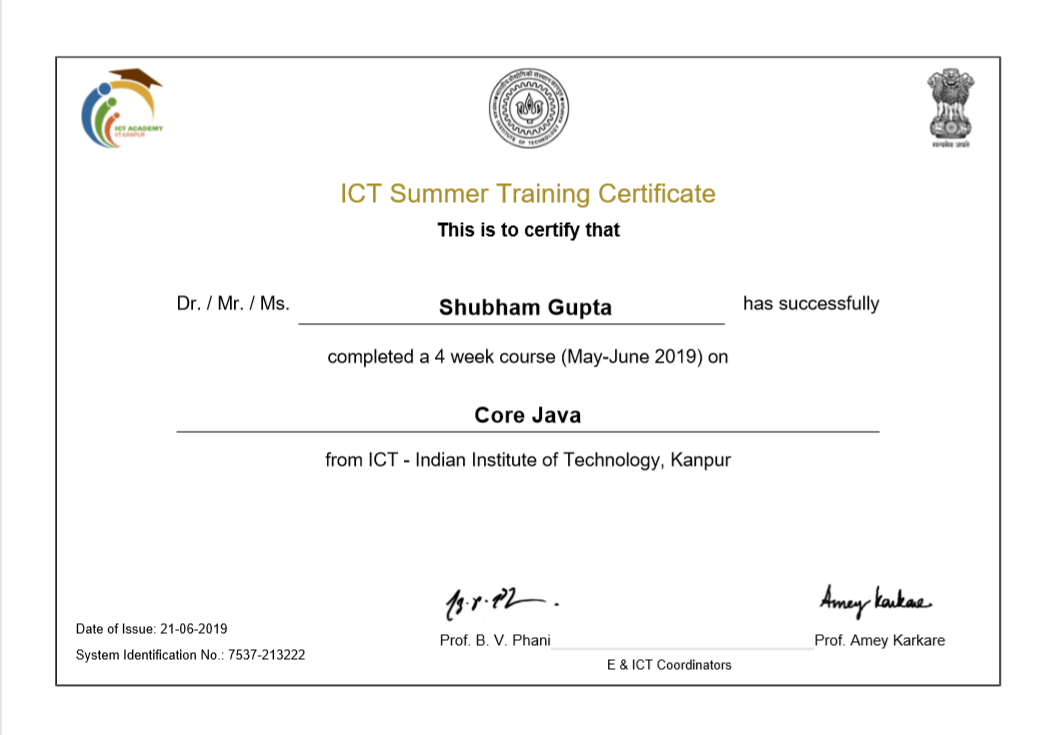 ICT ACADEMY
IIT KANPUR
ICT Summer Training Certificate
This is to certify that
Dr. / Mr. / Ms. Shubham Gupta has successfully
completed a 4 week course (May-June 2019) on
Core Java
from ICT - Indian Institute of Technology, Kanpur
Amey Karkare
Date of Issue: 21-06-2019
Prof. B. V. Phani Prof. Amey Karkare
System Identification No.: 7537-213222
E & ICT Coordinators
सत्यमेव जयते